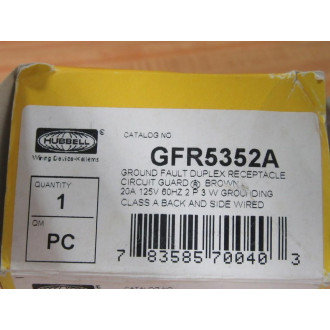 HUBBELL®
Wiring Device-Kellems
CATALOG NO
GFR5352A
GROUND FAULT DUPLEX RECEPTACLE
CIRCUIT GUARD® BROWN
20A 125V 60HZ 2 P 3 W GROUNDING
CLASS A BACK AND SIDE WIRED
QUANTITY
1
QM
PC
7 83585 70040 3